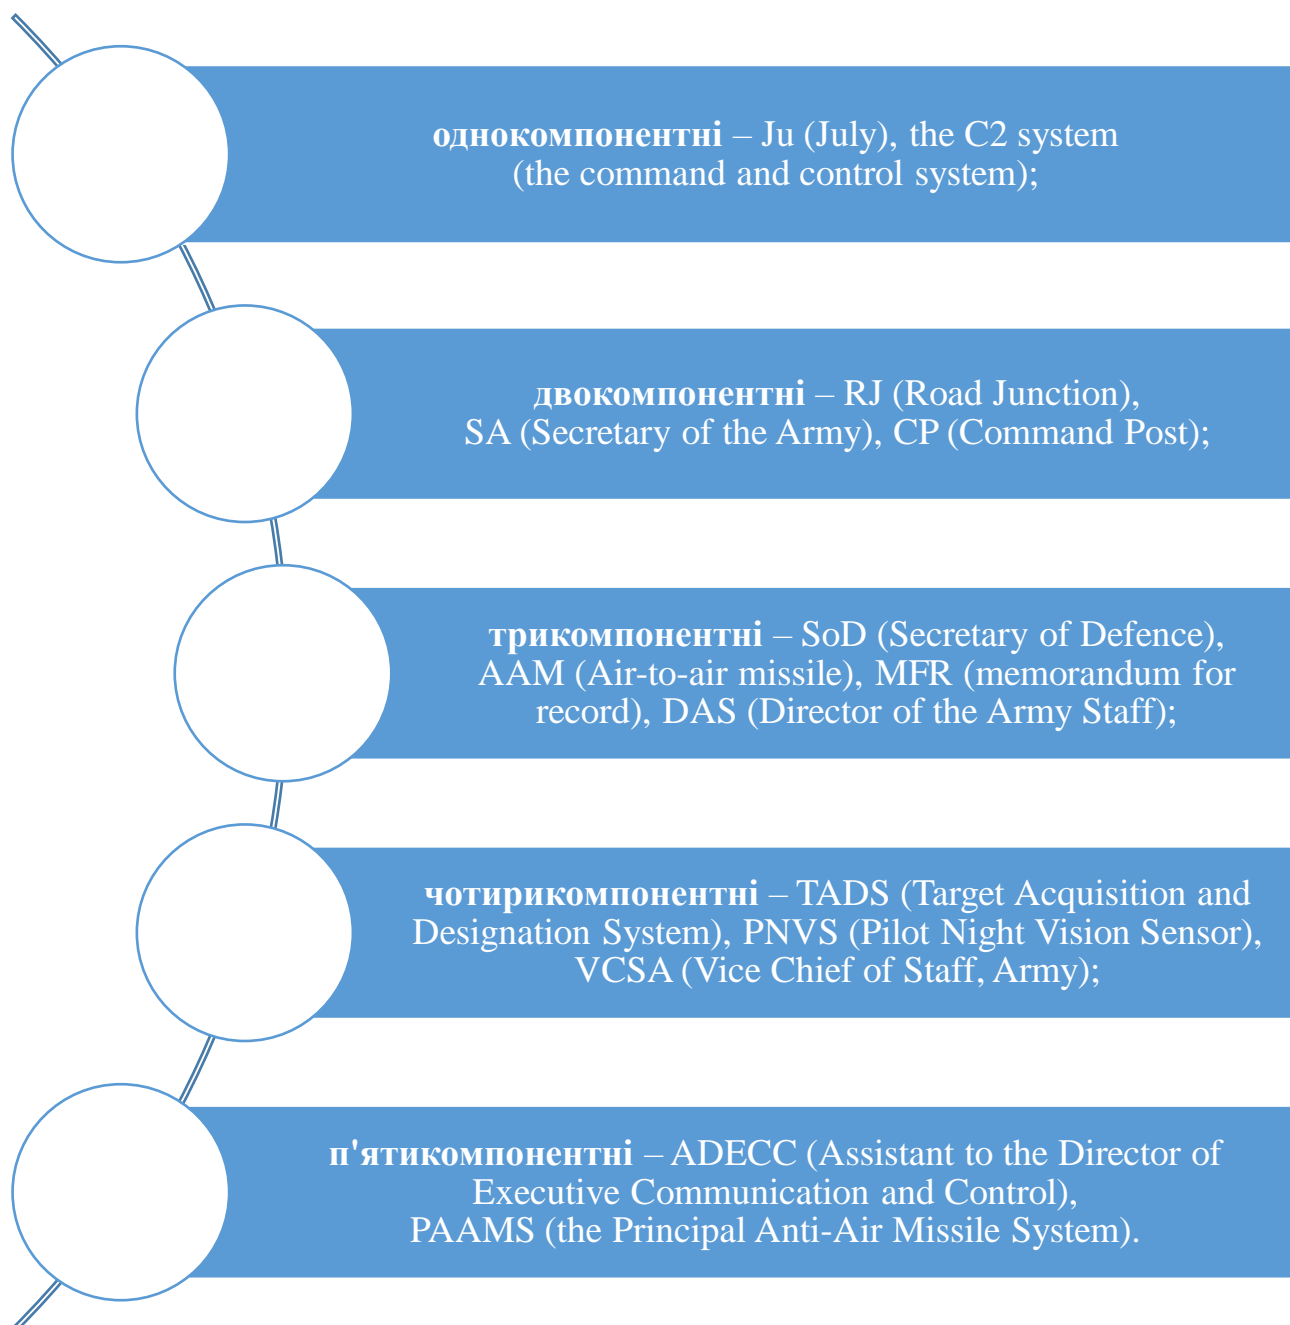 однокомпонентні – Ju (July), the C2 system
(the command and control system);
двокомпонентні – RJ (Road Junction),
SA (Secretary of the Army), CP (Command Post);
трикомпонентні – SoD (Secretary of Defence),
AAM (Air-to-air missile), MFR (memorandum for
record), DAS (Director of the Army Staff);
чотирикомпонентні – TADS (Target Acquisition and
Designation System), PNVS (Pilot Night Vision Sensor),
VCSA (Vice Chief of Staff, Army);
п'ятикомпонентні – ADECC (Assistant to the Director of
Executive Communication and Control),
PAAMS (the Principal Anti-Air Missile System).